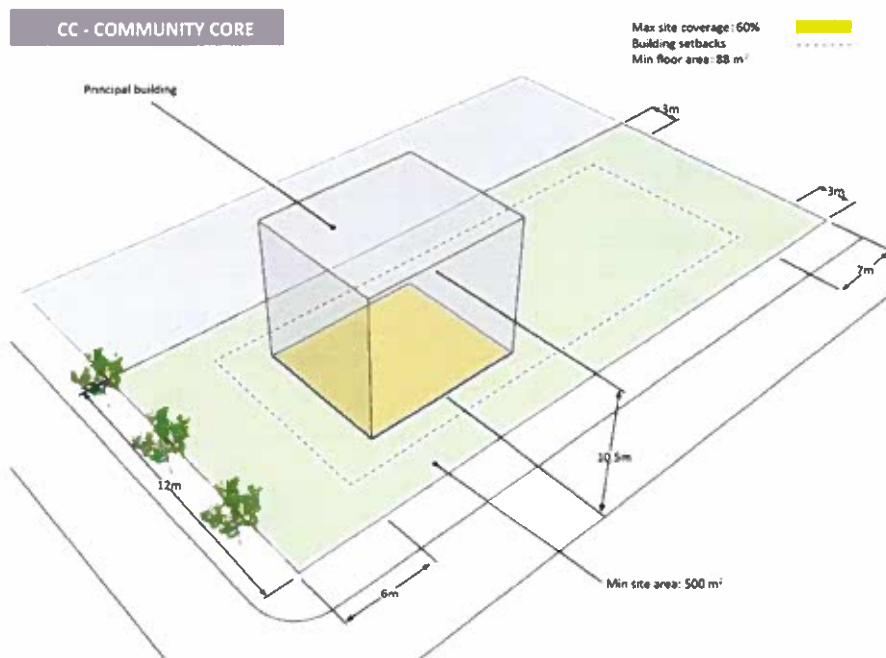 CC - COMMUNITY CORE
Max site coverage: 60%
Building setbacks
Min floor area: 88 m²
Principal building
3m
3m
7m
10.5m
12m
6m
Min site area: 500 m²